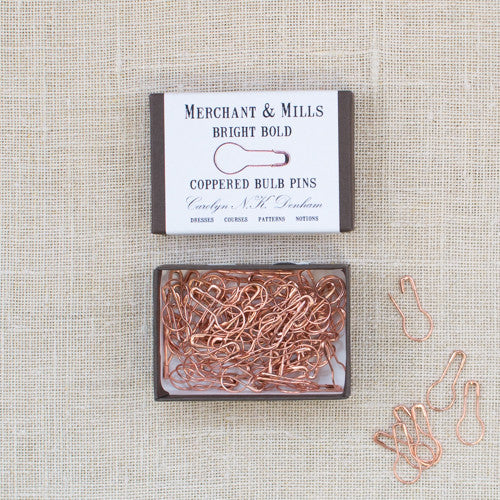 MERCHANT & MILLS
BRIGHT BOLD
COPPERED BULB PINS
Carolyn N.K. Denham
DRESSES COURSES PATTERNS NOTIONS